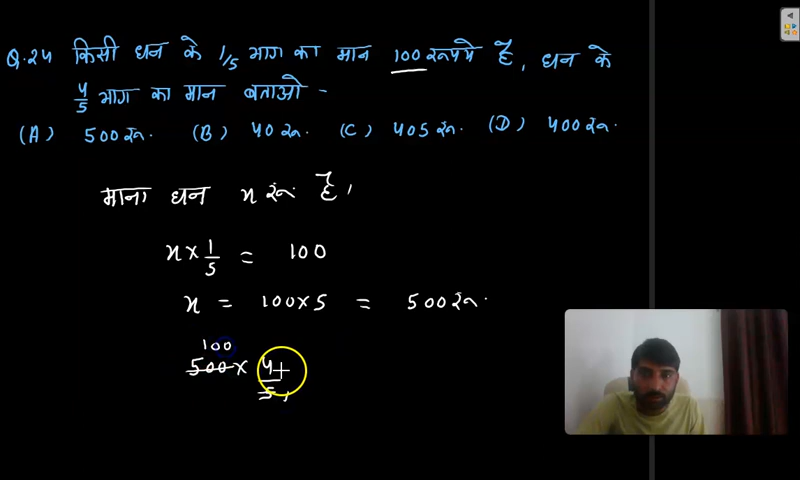 Q.24 किसी धन के 1/5 भाग का मान 100 रूपये है, धन के
4/5 भाग का मान बताओ -
(A) 500 रू. (B) 40 रू. (C) 405 रू. (D) 400 रू.
माना धन x रू. है,
x × 1/5 = 100
x = 100 × 5 = 500 रू.
100
500 × 4/5